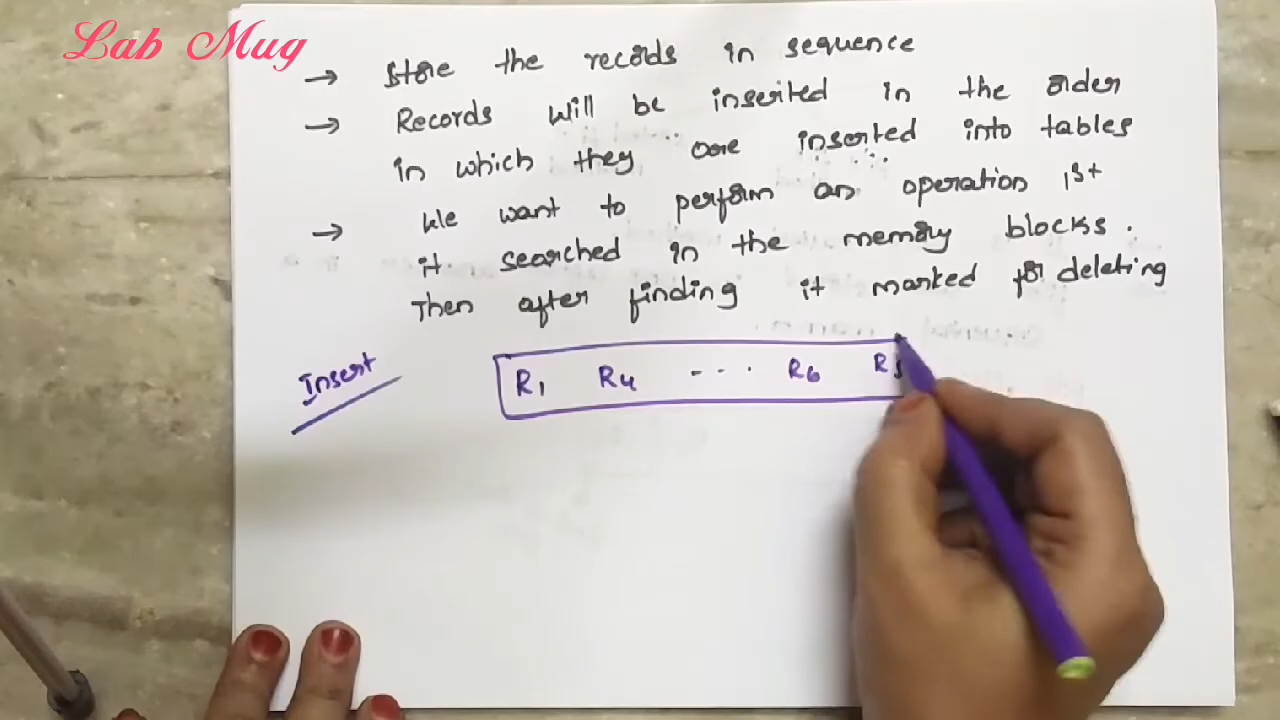 Lab Mug
→ Store the records in sequence
→ Records will be inserted in the order
in which they are inserted into tables
→ We want to perform an operation 1st
it searched in the memory blocks.
Then after finding it marked for deleting
Insert
R1 R4 - - · R6 R5